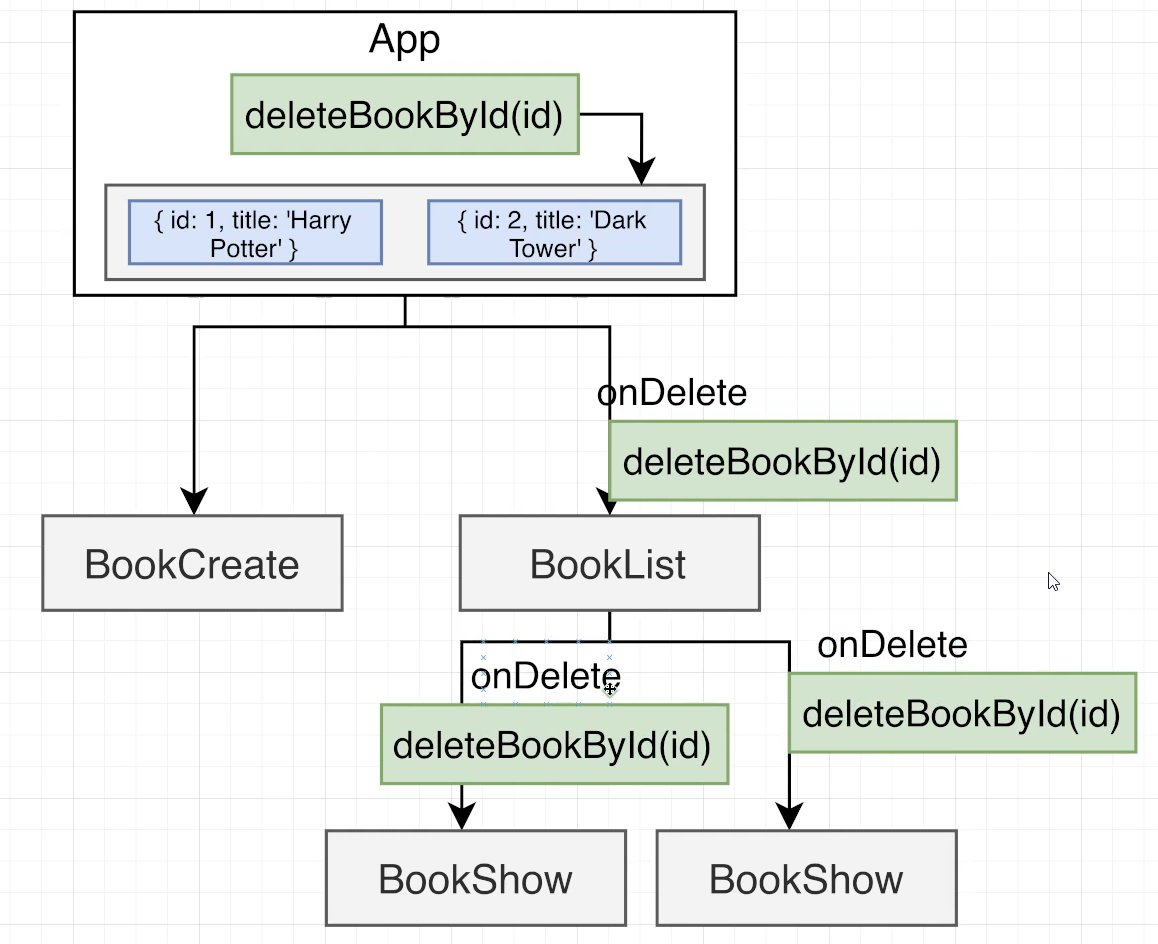 App
deleteBookById(id)
{ id: 1, title: 'Harry
Potter' }
{ id: 2, title: 'Dark
Tower' }
onDelete
deleteBookById(id)
BookCreate
BookList
onDelete
deleteBookById(id)
onDelete
deleteBookById(id)
BookShow
BookShow